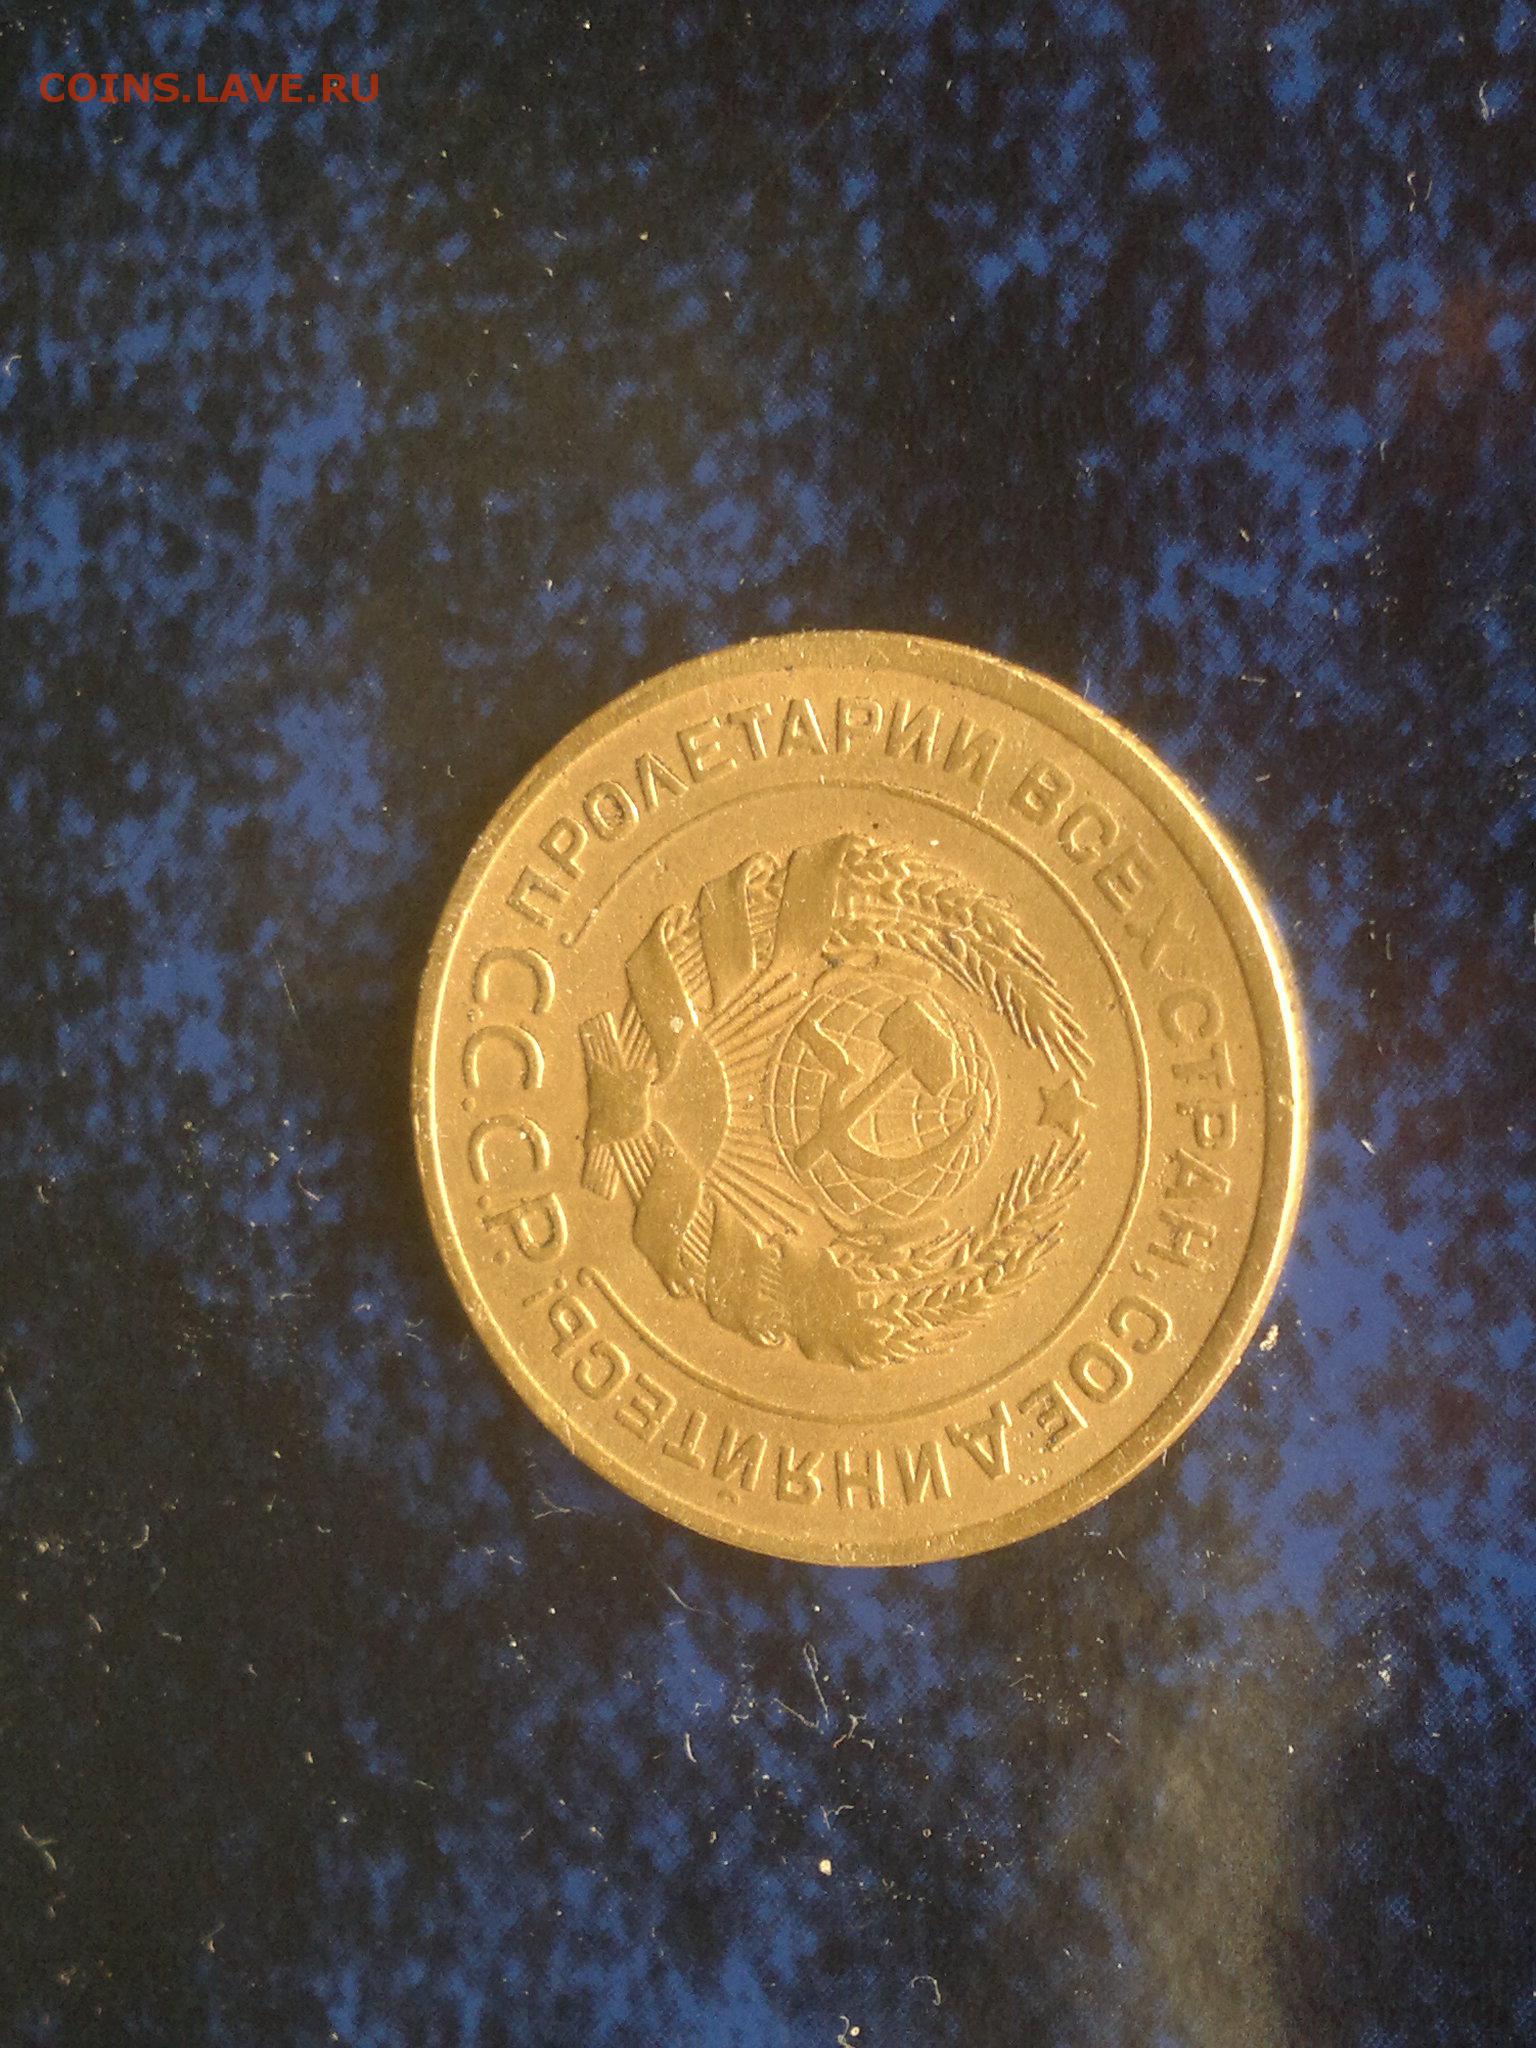 COINS.LAVE.RU
ПРОЛЕТАРИИ ВСЕХ СТРАН, СОЕДИНЯЙТЕСЬ!
С.С.С.Р.